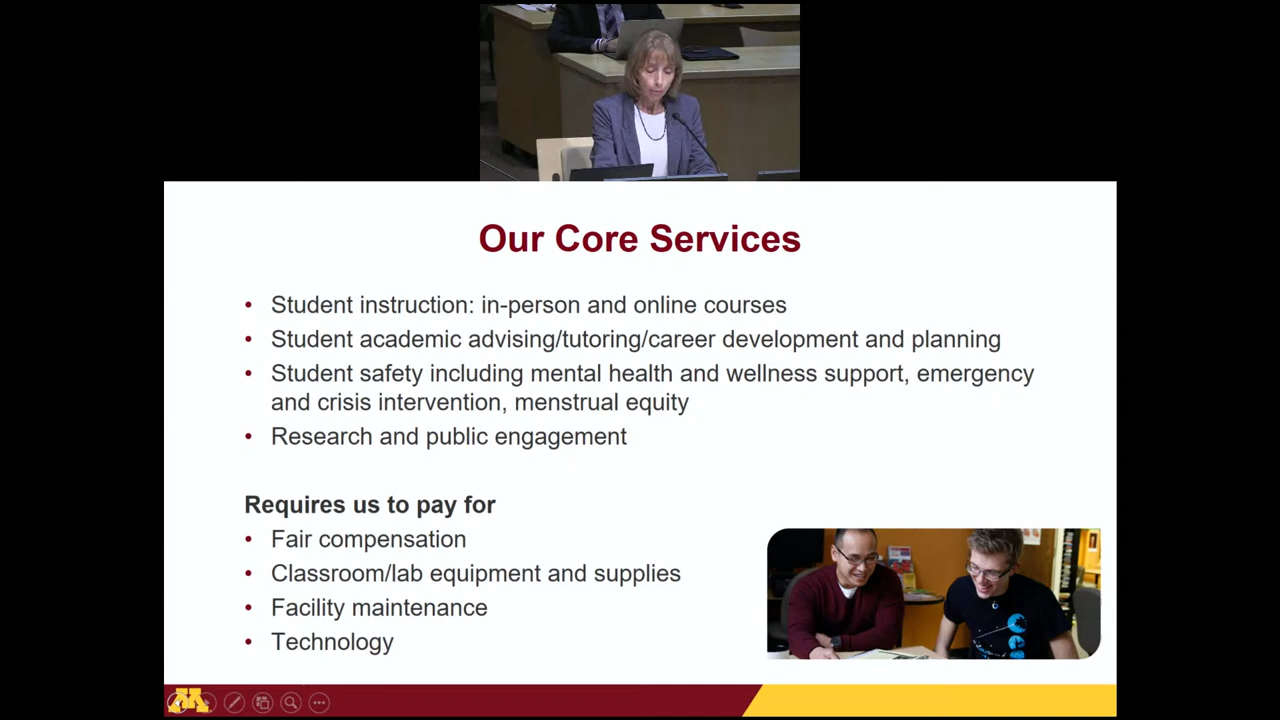 Our Core Services
• Student instruction: in-person and online courses
• Student academic advising/tutoring/career development and planning
• Student safety including mental health and wellness support, emergency
and crisis intervention, menstrual equity
• Research and public engagement
Requires us to pay for
• Fair compensation
• Classroom/lab equipment and supplies
• Facility maintenance
• Technology
M